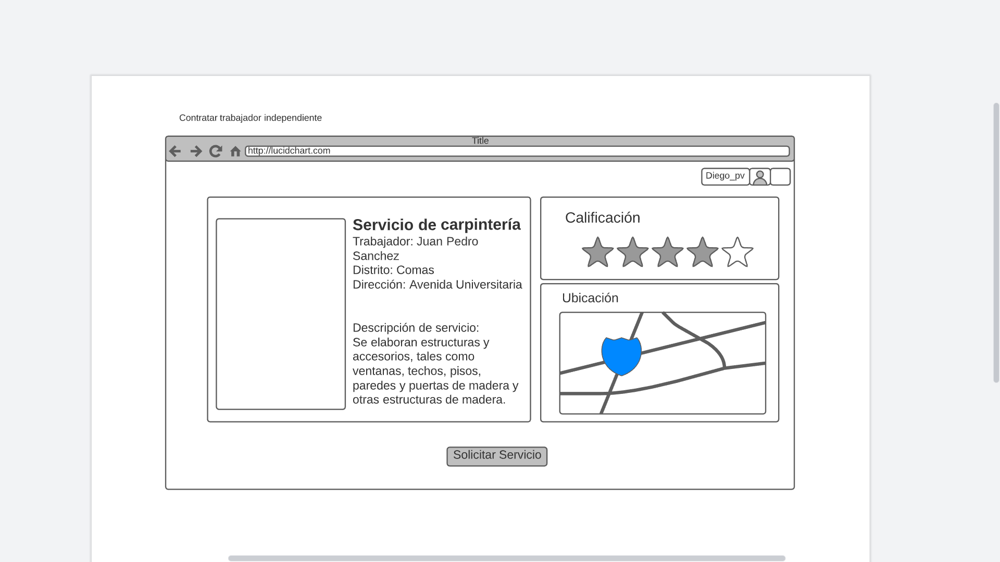 Contratar trabajador independiente
Title
http://lucidchart.com
Diego_pv
Servicio de carpintería
Trabajador: Juan Pedro
Sanchez
Distrito: Comas
Dirección: Avenida Universitaria
Descripción de servicio:
Se elaboran estructuras y
accesorios, tales como
ventanas, techos, pisos,
paredes y puertas de madera y
otras estructuras de madera.
Calificación
Ubicación
Solicitar Servicio